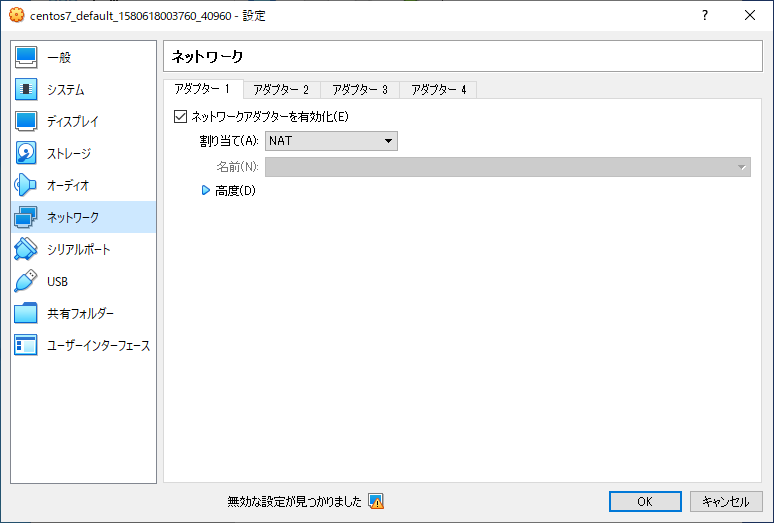 centos7_default_1580618003760_40960 - 設定
?
一般
システム
ディスプレイ
ストレージ
オーディオ
ネットワーク
シリアルポート
USB
共有フォルダー
ユーザーインターフェース
ネットワーク
アダプター 1 アダプター 2 アダプター 3 アダプター 4
ネットワークアダプターを有効化(E)
割り当て(A): NAT
名前(N):
高度(D)
無効な設定が見つかりました
OK キャンセル